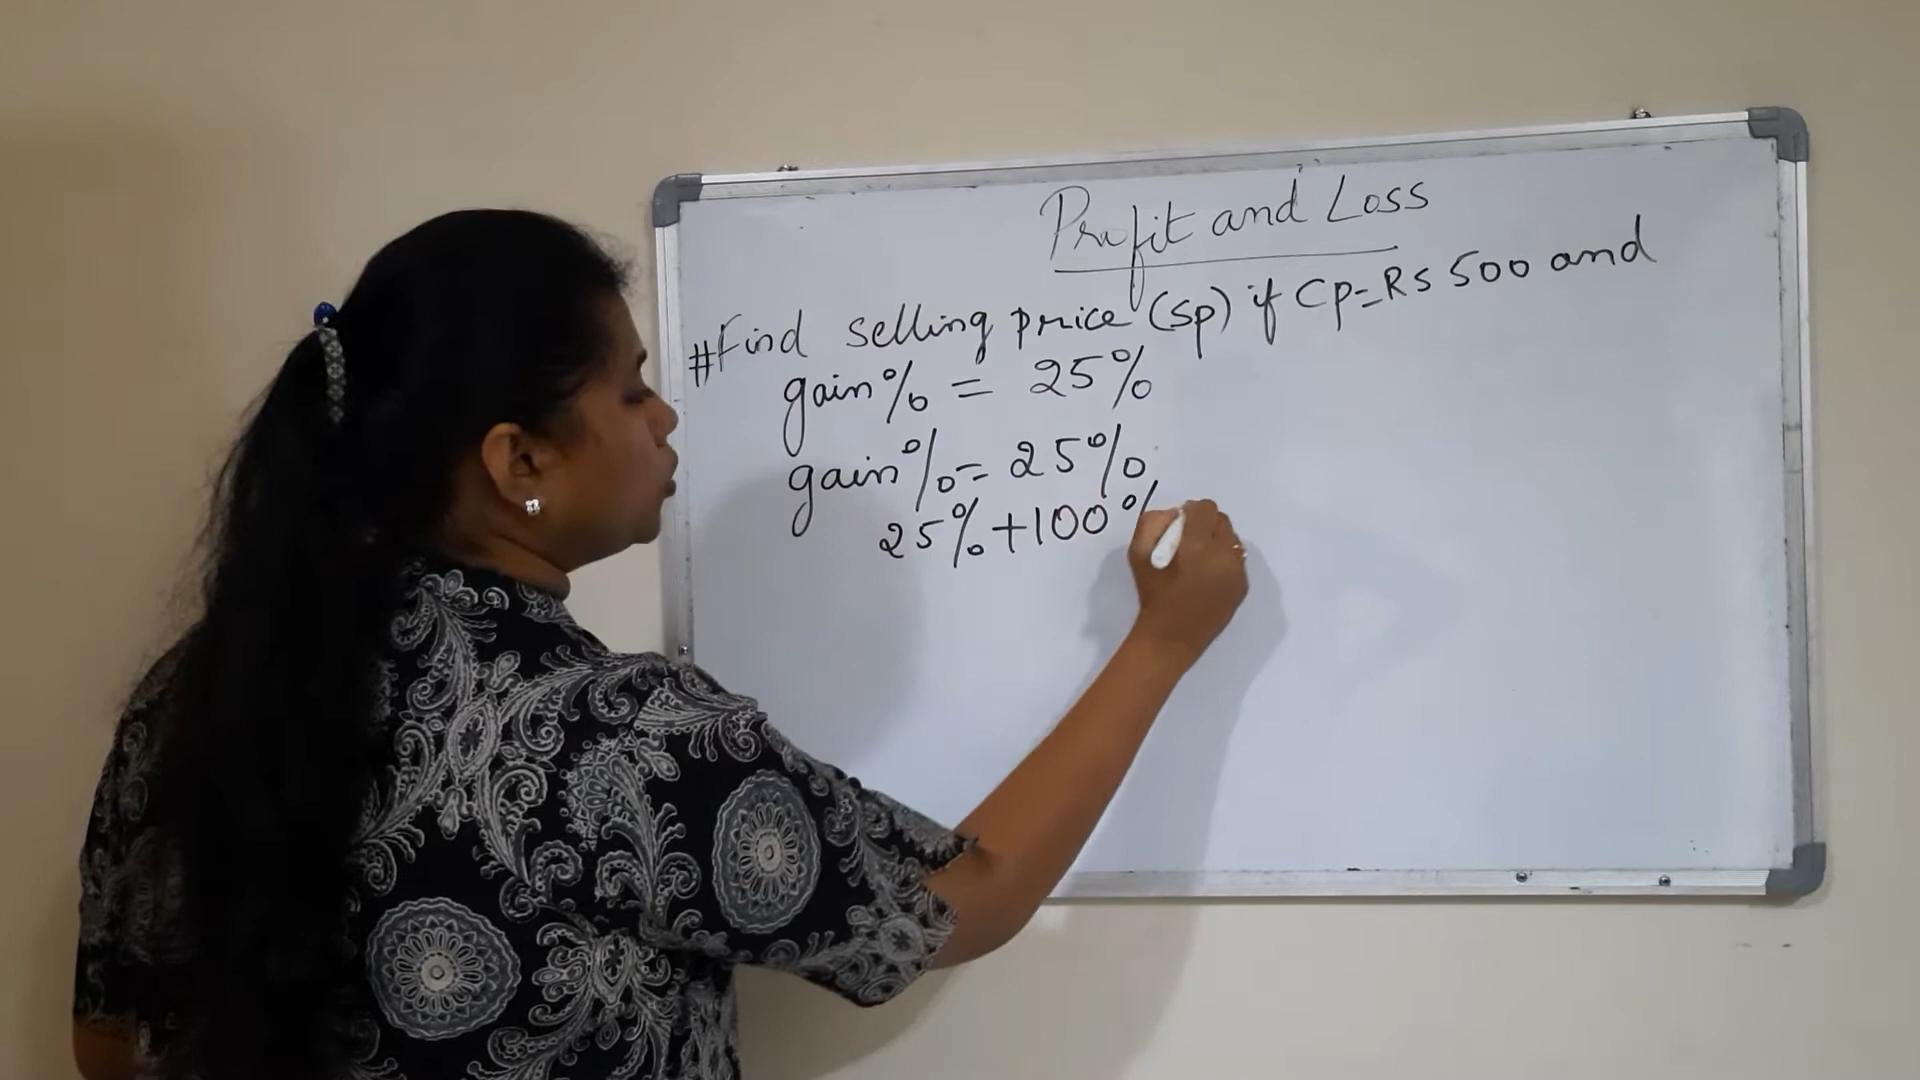 Profit and Loss
#Find selling price (SP) if CP=RS 500 and
gain% = 25%
gain%=25%
25%+100%